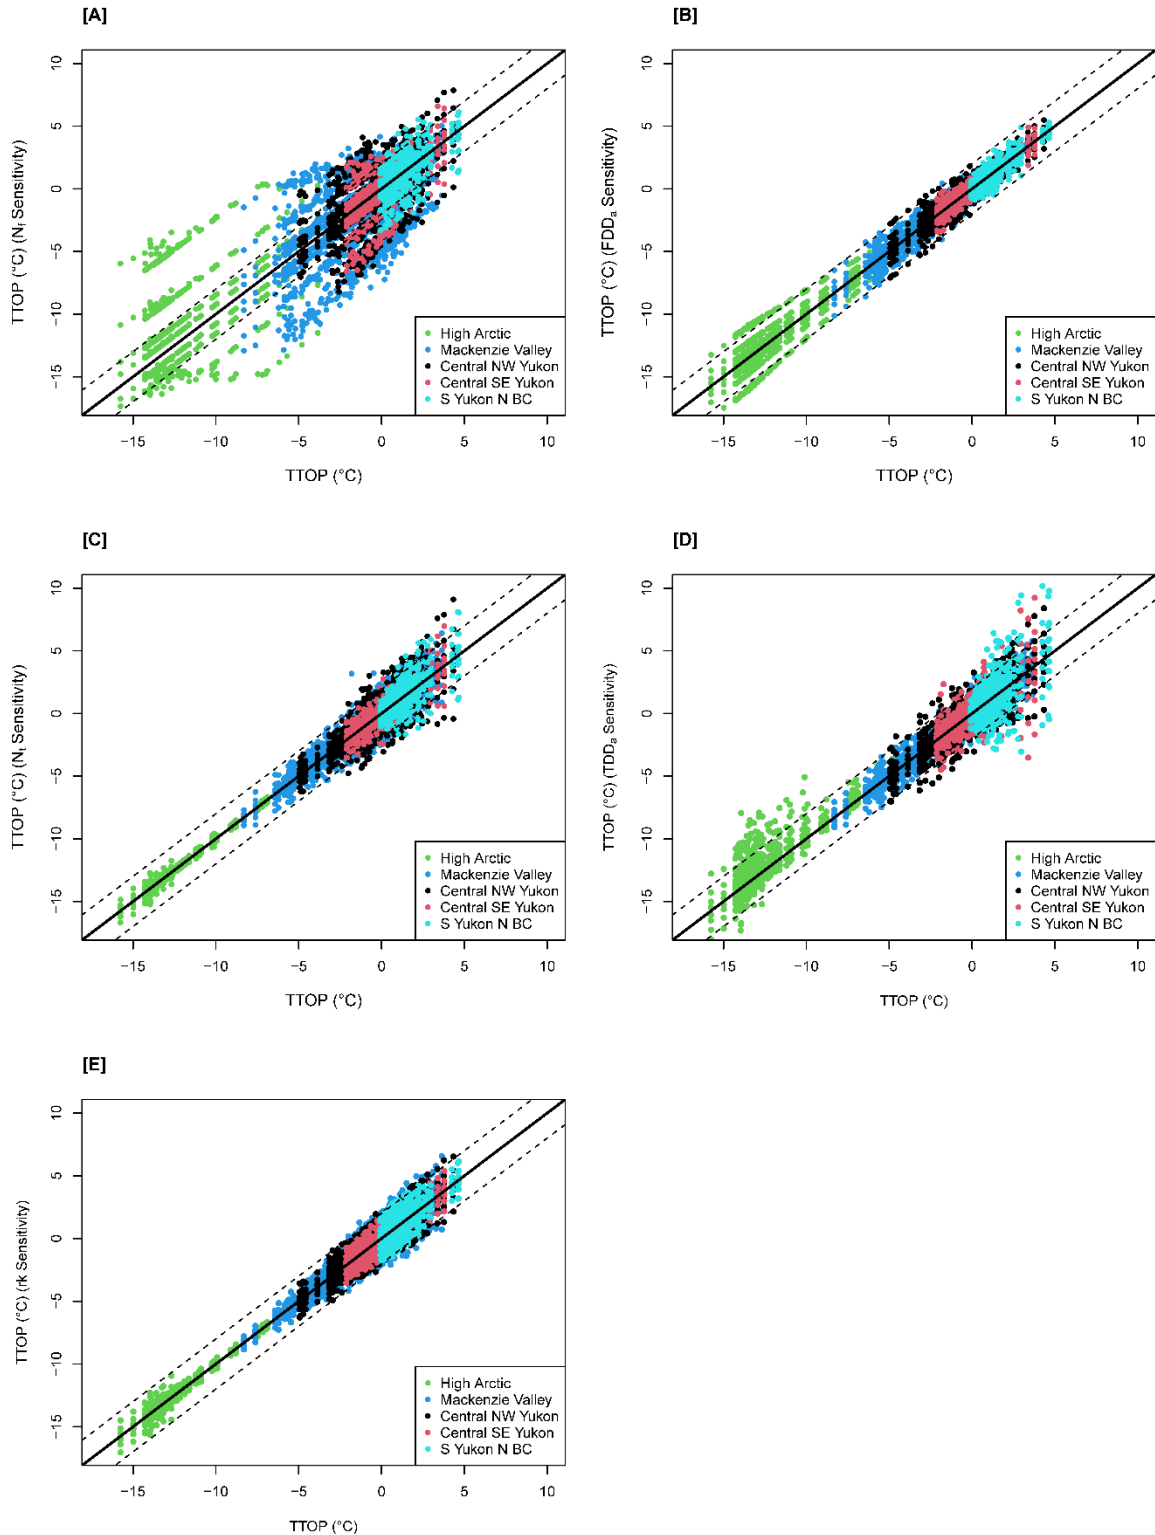 [A]
TTOP (°C) (Nf Sensitivity)
10
5
0
−5
−10
−15
High Arctic
Mackenzie Valley
Central NW Yukon
Central SE Yukon
S Yukon N BC
−15 −10 −5 0 5 10
TTOP (°C)
[B]
TTOP (°C) (FDDa Sensitivity)
10
5
0
−5
−10
−15
High Arctic
Mackenzie Valley
Central NW Yukon
Central SE Yukon
S Yukon N BC
−15 −10 −5 0 5 10
TTOP (°C)
[C]
TTOP (°C) (Nt Sensitivity)
10
5
0
−5
−10
−15
High Arctic
Mackenzie Valley
Central NW Yukon
Central SE Yukon
S Yukon N BC
−15 −10 −5 0 5 10
TTOP (°C)
[D]
TTOP (°C) (TDDa Sensitivity)
10
5
0
−5
−10
−15
High Arctic
Mackenzie Valley
Central NW Yukon
Central SE Yukon
S Yukon N BC
−15 −10 −5 0 5 10
TTOP (°C)
[E]
TTOP (°C) (rk Sensitivity)
10
5
0
−5
−10
−15
High Arctic
Mackenzie Valley
Central NW Yukon
Central SE Yukon
S Yukon N BC
−15 −10 −5 0 5 10
TTOP (°C)